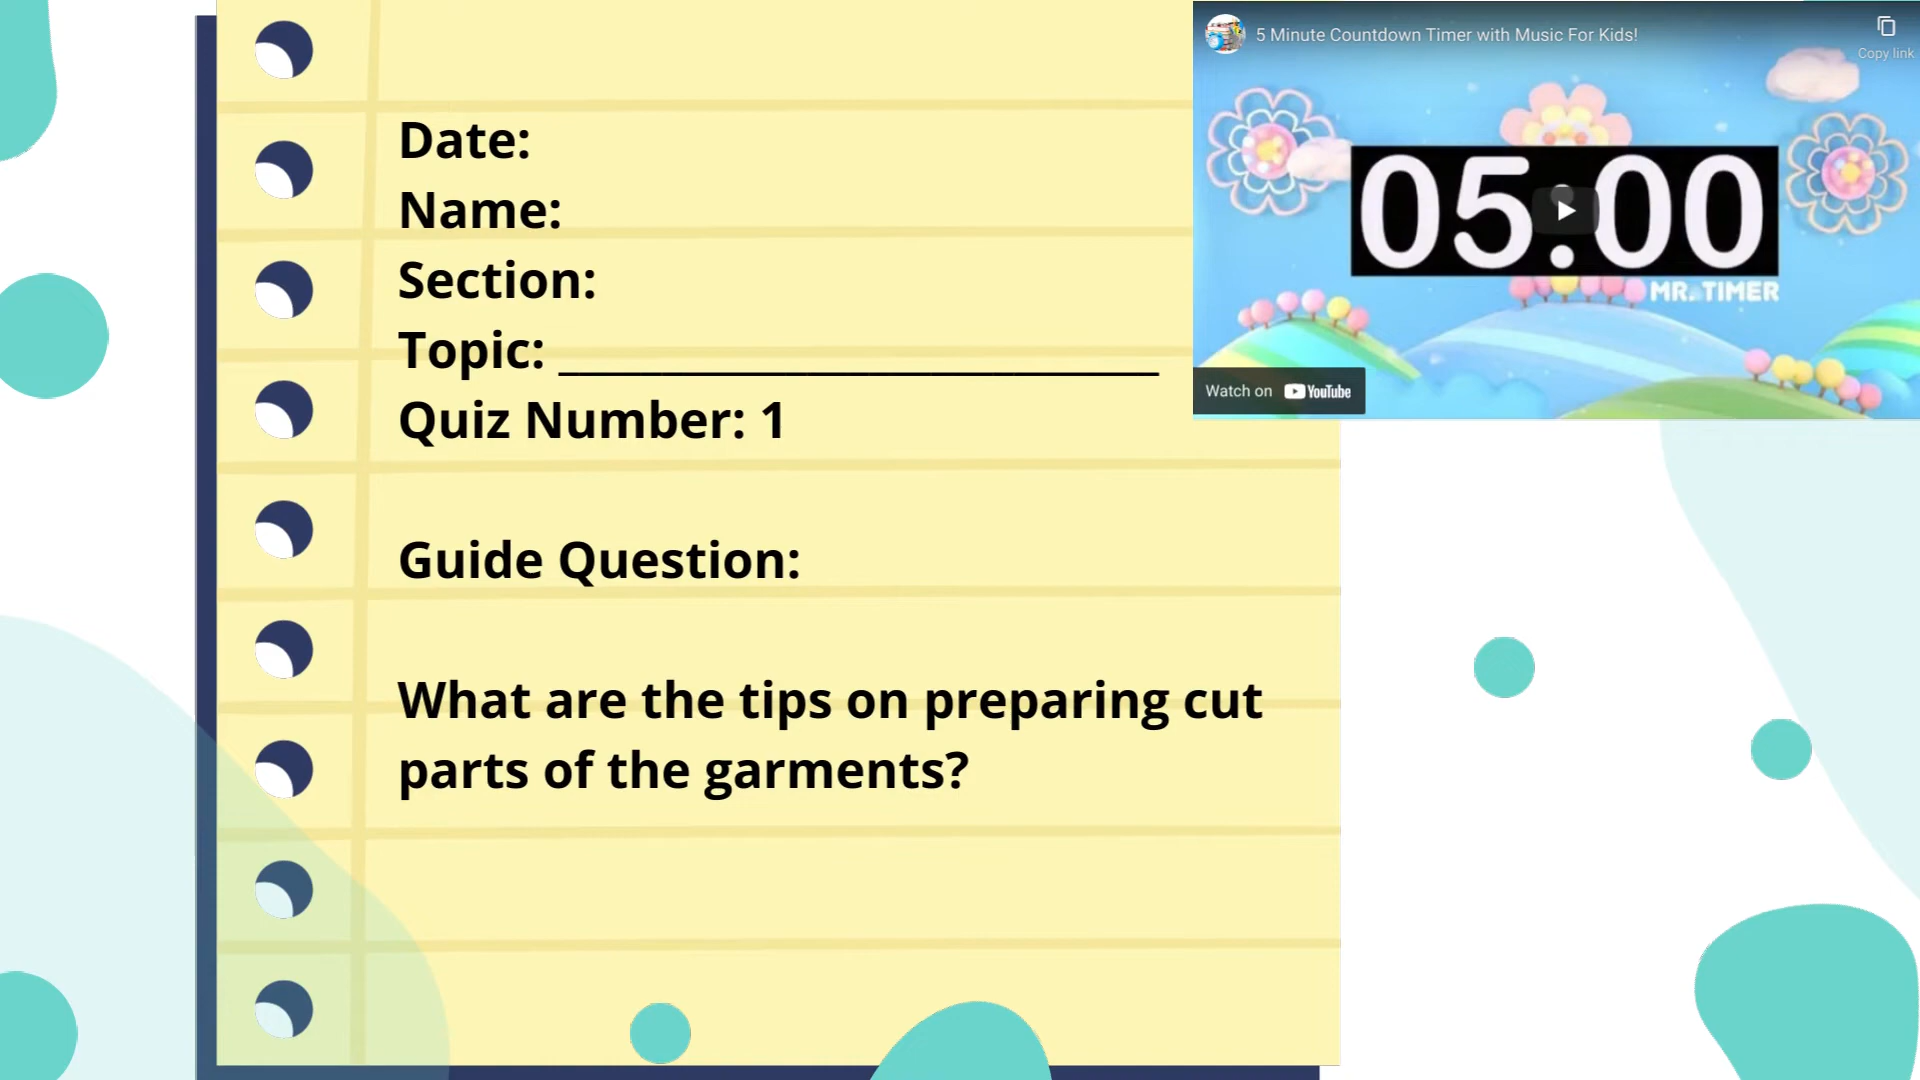 Date:
Name:
Section:
Topic: _________________________
Quiz Number: 1
Guide Question:
What are the tips on preparing cut
parts of the garments?
5 Minute Countdown Timer with Music For Kids!
Copy link
05:00
MR. TIMER
Watch on YouTube